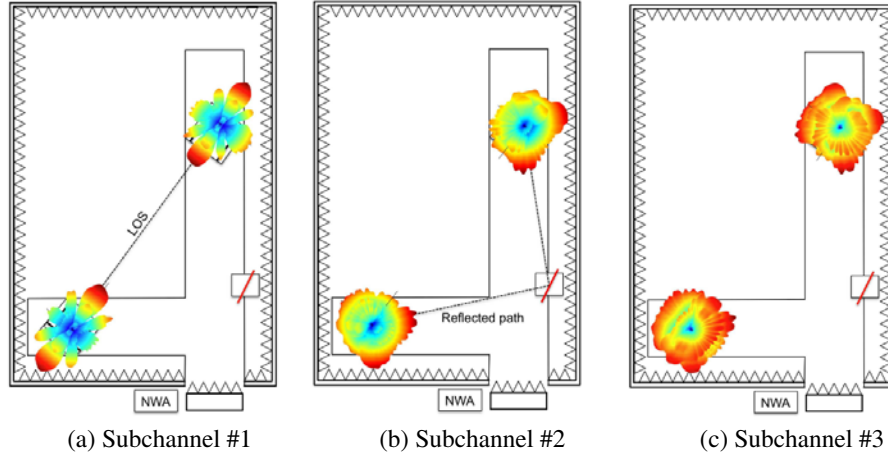 LOS
Reflected path
NWA
NWA
NWA
(a) Subchannel #1
(b) Subchannel #2
(c) Subchannel #3